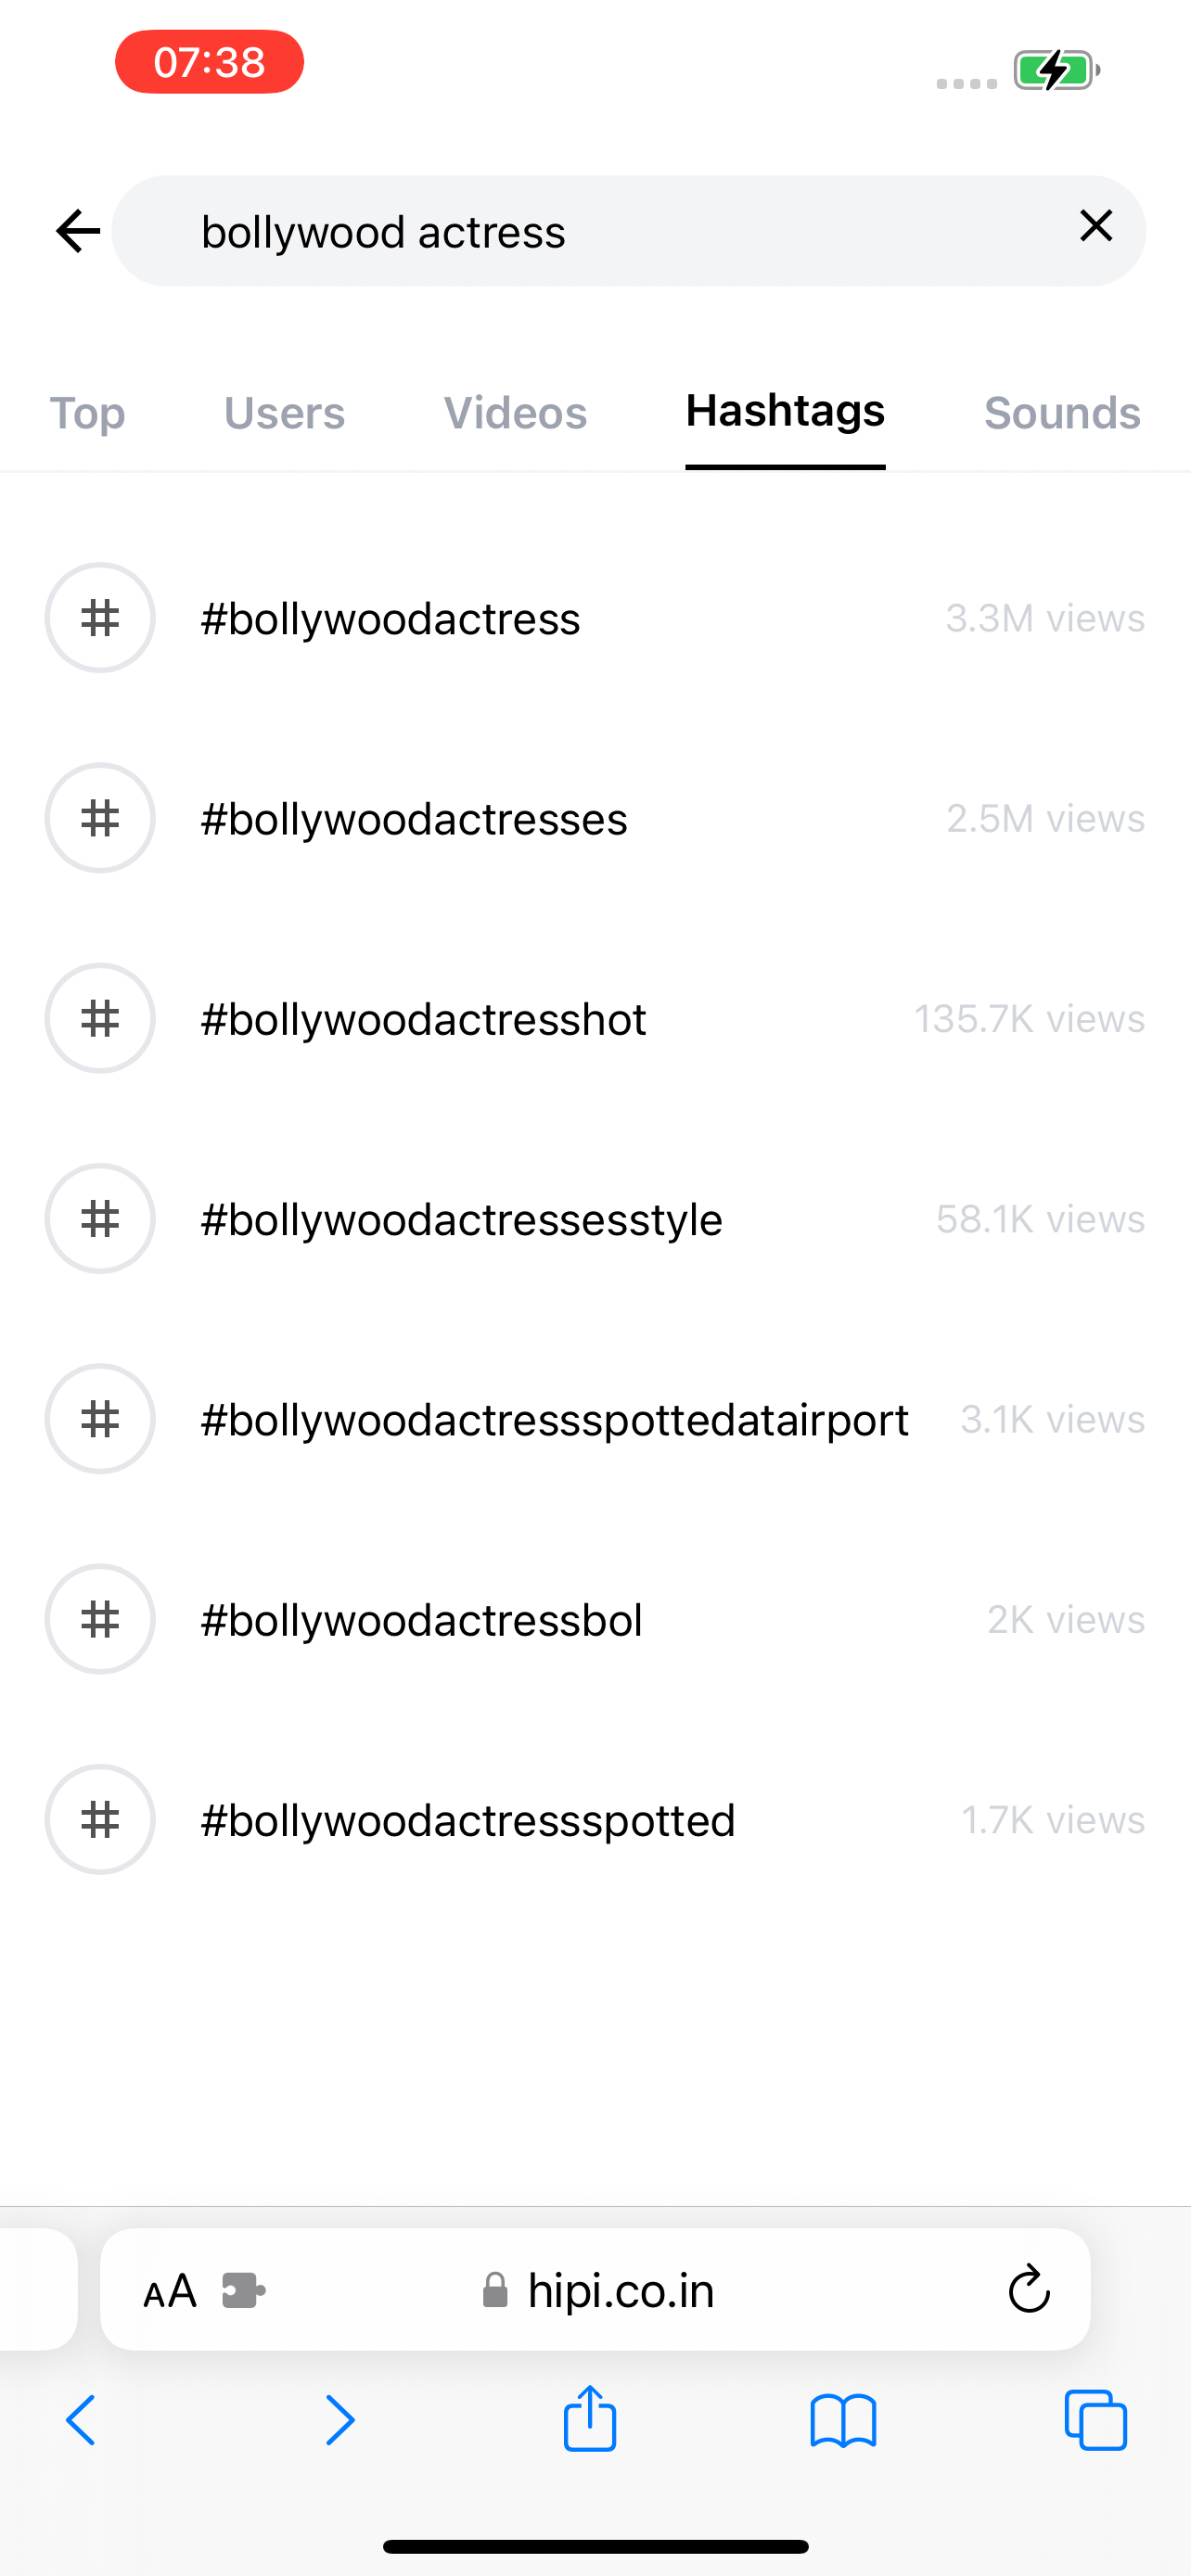 07:38
bollywood actress
Top Users Videos Hashtags Sounds
#bollywoodactress 3.3M views
#bollywoodactresses 2.5M views
#bollywoodactresshot 135.7K views
#bollywoodactressesstyle 58.1K views
#bollywoodactressspottedatairport 3.1K views
#bollywoodactressbol 2K views
#bollywoodactressspotted 1.7K views
AA hipi.co.in